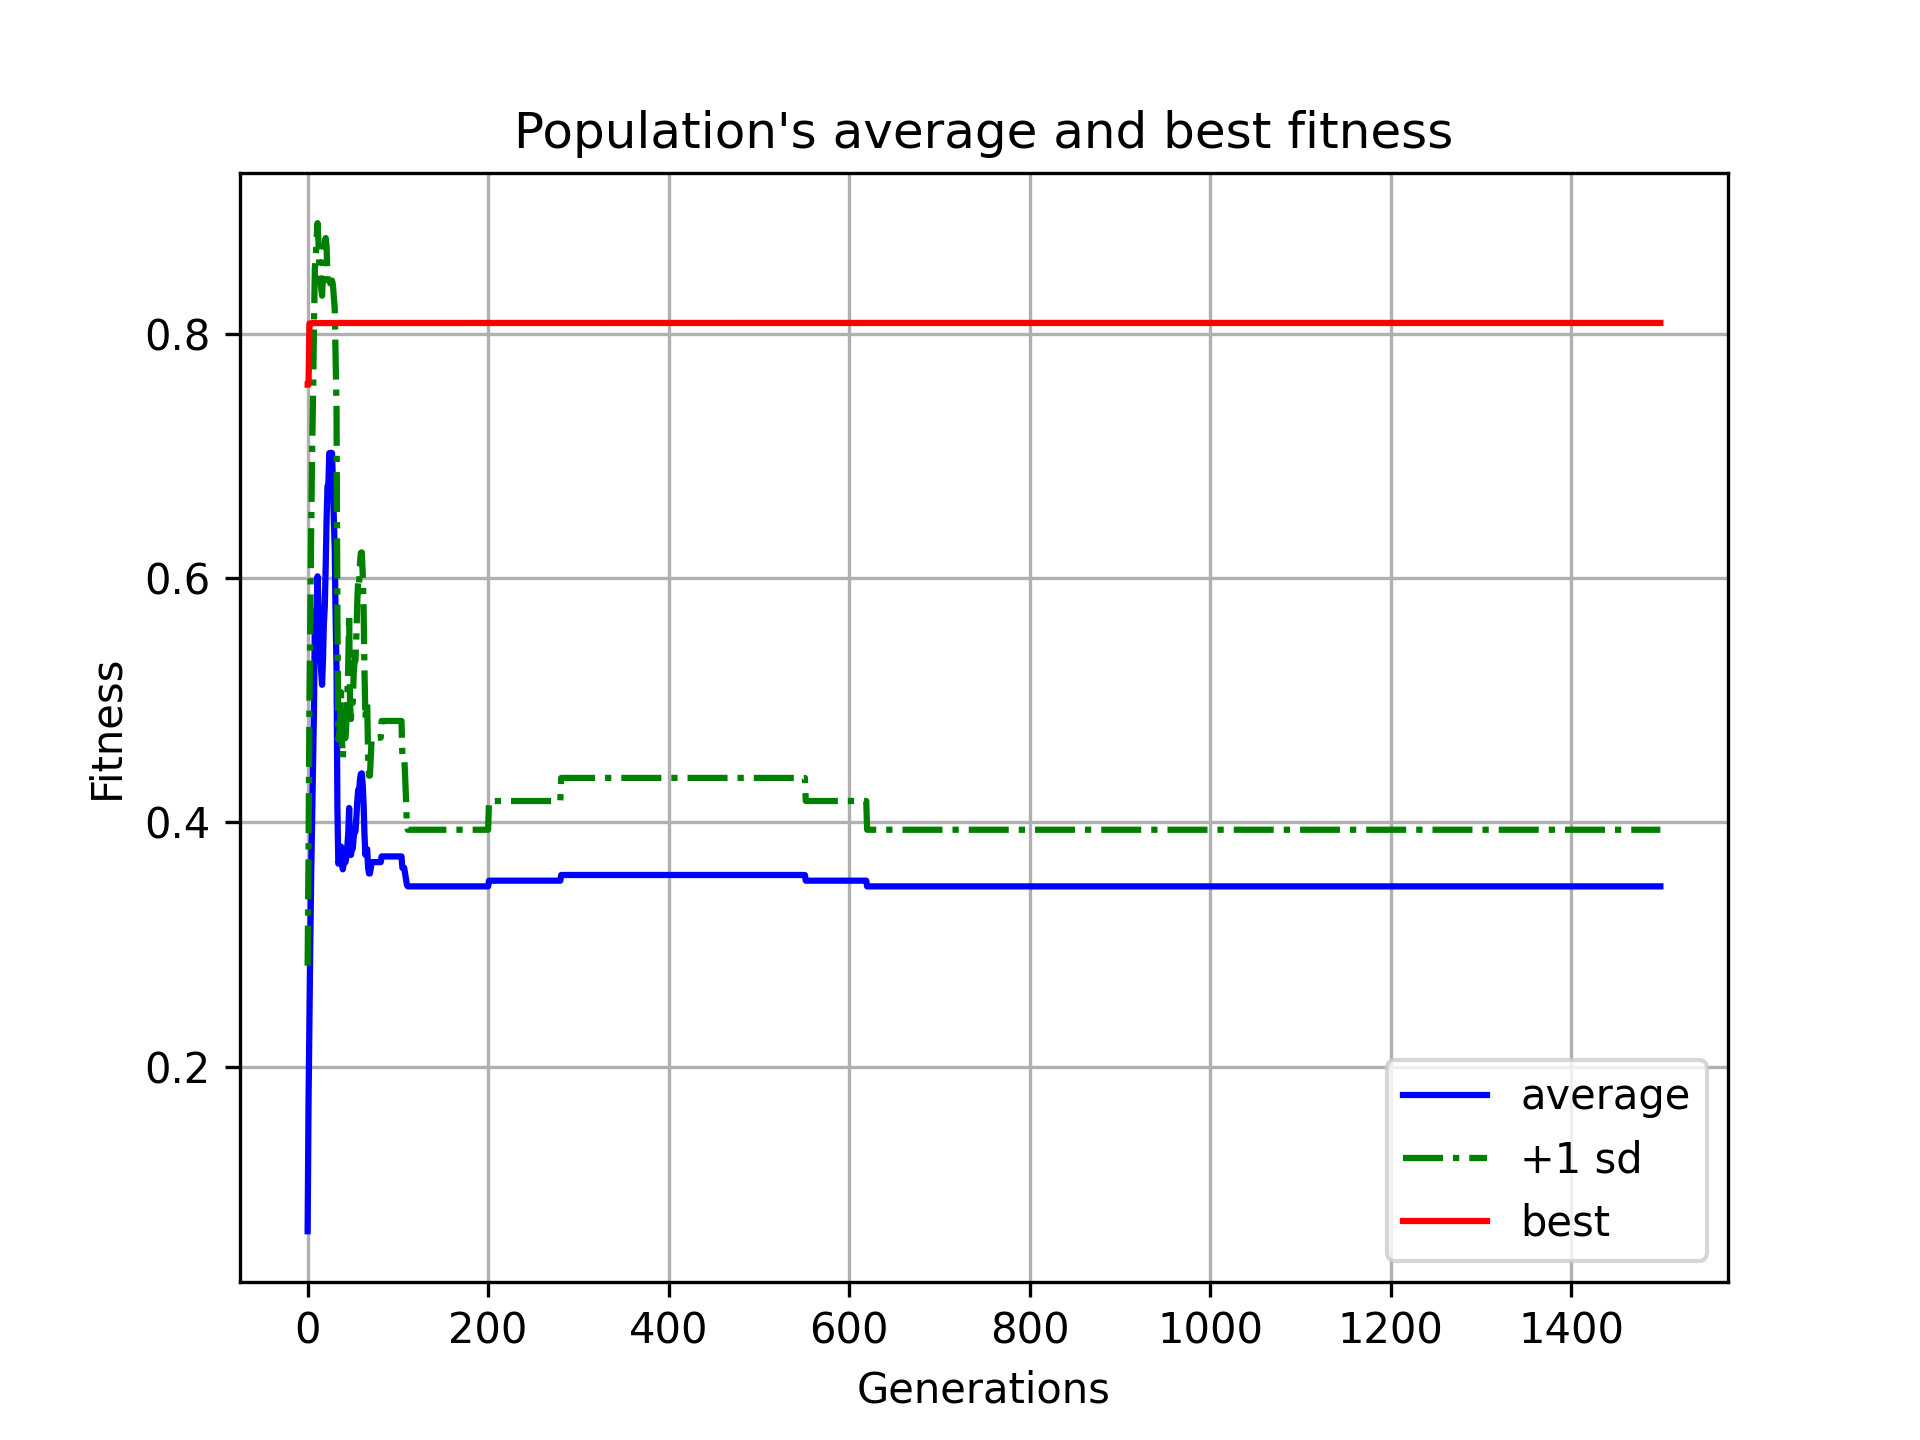 Population's average and best fitness
Fitness
0.8
0.6
0.4
0.2
0 200 400 600 800 1000 1200 1400
Generations
average
+1 sd
best